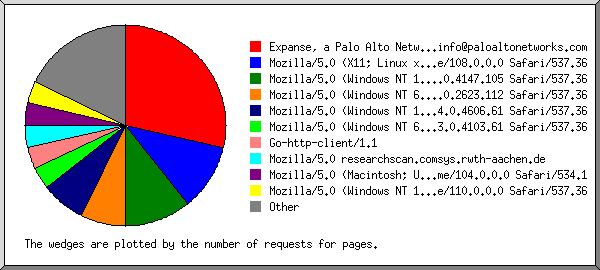 Expanse, a Palo Alto Netw...info@paloaltonetworks.com
Mozilla/5.0 (X11; Linux x...e/108.0.0.0 Safari/537.36
Mozilla/5.0 (Windows NT 1....0.4147.105 Safari/537.36
Mozilla/5.0 (Windows NT 6....0.2623.112 Safari/537.36
Mozilla/5.0 (Windows NT 1...4.0.4606.61 Safari/537.36
Mozilla/5.0 (Windows NT 6...3.0.4103.61 Safari/537.36
Go-http-client/1.1
Mozilla/5.0 researchscan.comsys.rwth-aachen.de
Mozilla/5.0 (Macintosh; U...me/104.0.0.0 Safari/534.1
Mozilla/5.0 (Windows NT 1...e/110.0.0.0 Safari/537.36
Other
The wedges are plotted by the number of requests for pages.